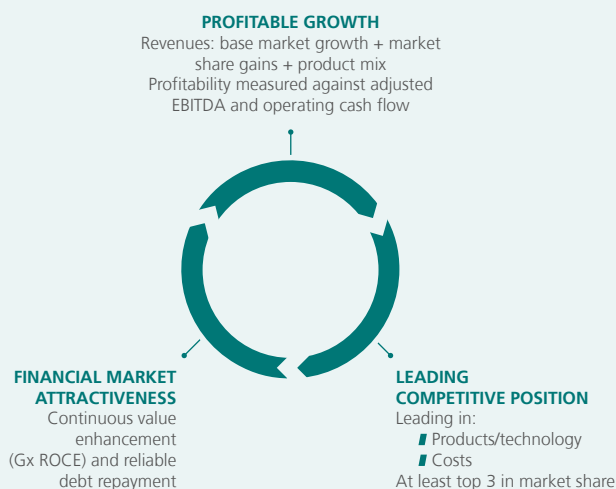 PROFITABLE GROWTH
Revenues: base market growth + market
share gains + product mix
Profitability measured against adjusted
EBITDA and operating cash flow
FINANCIAL MARKET
ATTRACTIVENESS
Continuous value
enhancement
(Gx ROCE) and reliable
debt repayment
LEADING
COMPETITIVE POSITION
Leading in:
Products/technology
Costs
At least top 3 in market share